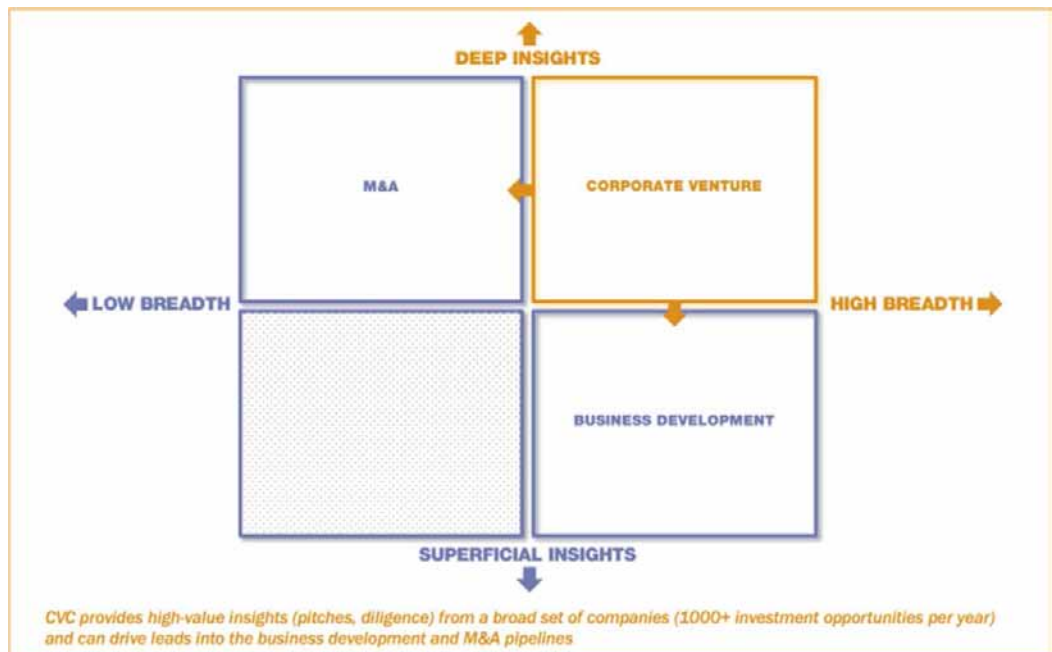 DEEP INSIGHTS
M&A
CORPORATE VENTURE
LOW BREADTH
HIGH BREADTH
BUSINESS DEVELOPMENT
SUPERFICIAL INSIGHTS
CVC provides high-value insights (pitches, diligence) from a broad set of companies (1000+ investment opportunities per year)
and can drive leads into the business development and M&A pipelines